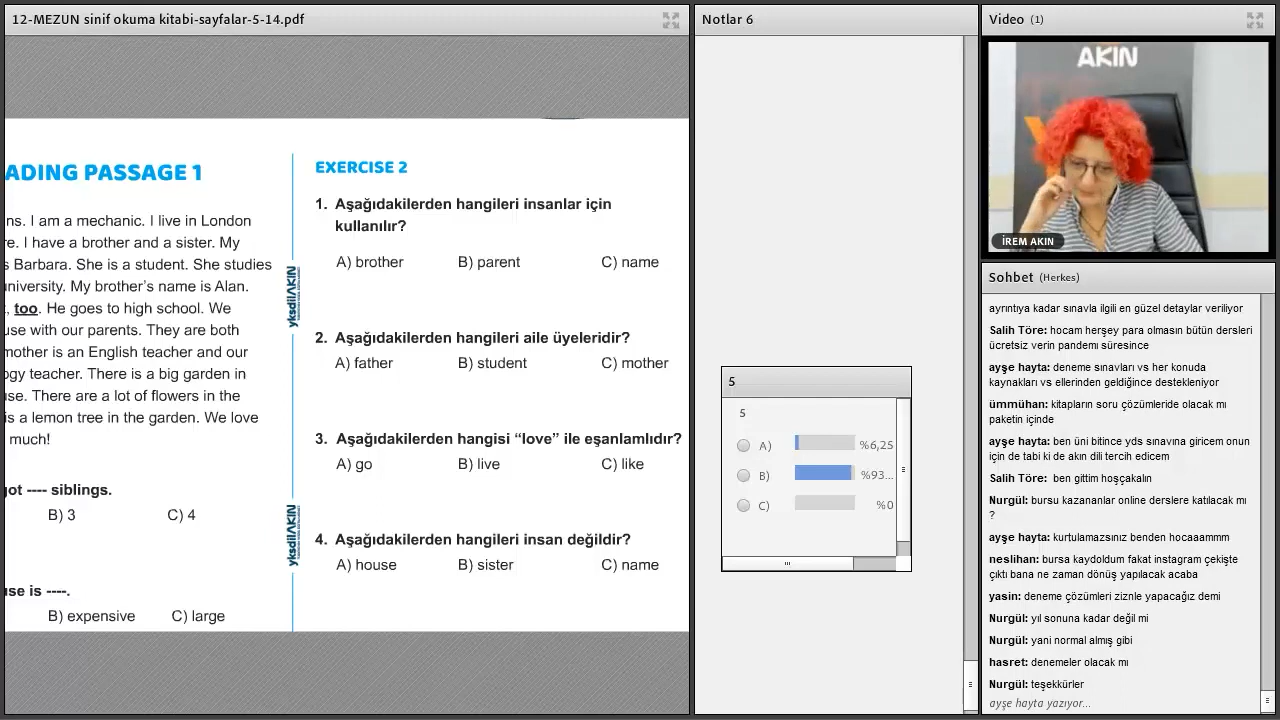 12-MEZUN sinif okuma kitabi-sayfalar-5-14.pdf
ADING PASSAGE 1
ns. I am a mechanic. I live in London
re. I have a brother and a sister. My
s Barbara. She is a student. She studies
university. My brother's name is Alan.
, too. He goes to high school. We
use with our parents. They are both
mother is an English teacher and our
ogy teacher. There is a big garden in
use. There are a lot of flowers in the
is a lemon tree in the garden. We love
much!
got ---- siblings.
B) 3 C) 4
use is ----.
B) expensive C) large
yksdilAKIN
yksdilAKIN
EXERCISE 2
1. Aşağıdakilerden hangileri insanlar için
kullanılır?
A) brother B) parent C) name
2. Aşağıdakilerden hangileri aile üyeleridir?
A) father B) student C) mother
3. Aşağıdakilerden hangisi “love” ile eşanlamlıdır?
A) go B) live C) like
4. Aşağıdakilerden hangileri insan değildir?
A) house B) sister C) name
Notlar 6
5
5
A) %6,25
B) %93...
C) %0
Video (1)
AKIN
İREM AKIN
Sohbet (Herkes)
ayrıntıya kadar sınavla ilgili en güzel detaylar veriliyor
Salih Töre: hocam herşey para olmasın bütün dersleri
ücretsiz verin pandemı süresince
ayşe hayta: deneme sınavları vs her konuda
kaynakları vs ellerinden geldiğince destekleniyor
ümmühan: kitapların soru çözümleride olacak mı
paketin içinde
ayşe hayta: ben üni bitince yds sınavına giricem onun
için de tabi ki de akın dili tercih edicem
Salih Töre: ben gittim hoşçakalın
Nurgül: bursu kazananlar online derslere katılacak mı
?
ayşe hayta: kurtulamazsınız benden hocaaammm
neslihan: bursa kaydoldum fakat instagram çekişte
çıktı bana ne zaman dönüş yapılacak acaba
yasin: deneme çözümleri ziznle yapacağız demi
Nurgül: yıl sonuna kadar değil mi
Nurgül: yani normal almış gibi
hasret: denemeler olacak mı
Nurgül: teşekkürler
ayşe hayta yazıyor...